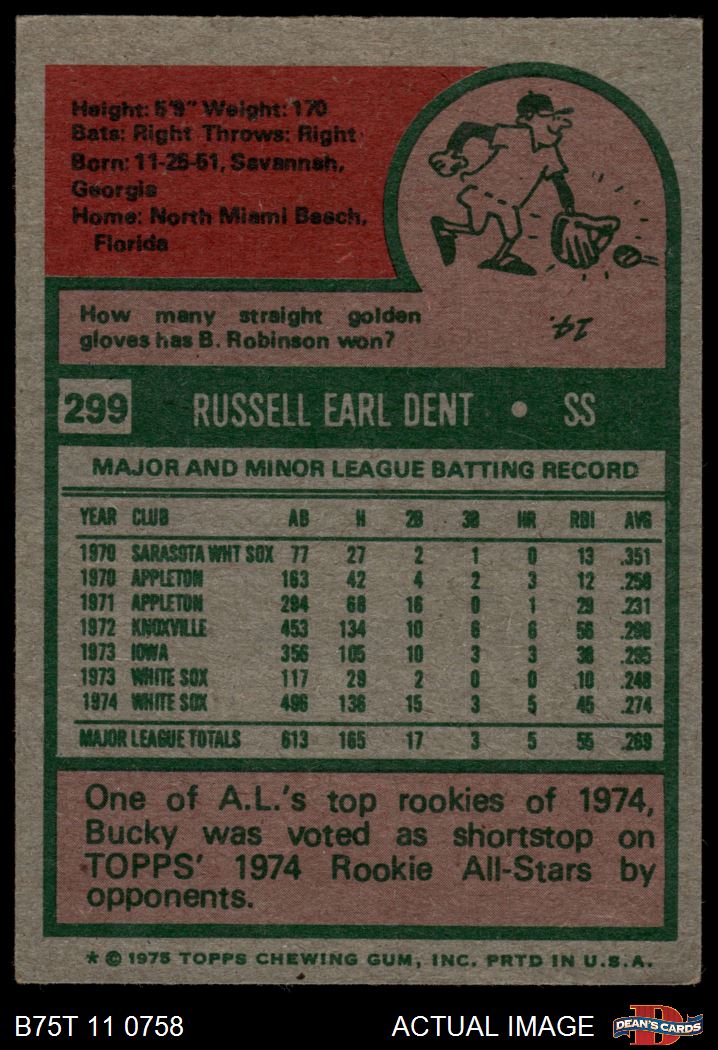 Height: 5'9" Weight: 170
Bats: Right Throws: Right
Born: 11-25-51, Savannah,
Georgia
Home: North Miami Beach,
Florida
How many straight golden
gloves has B. Robinson won?
14.
299 RUSSELL EARL DENT • SS
MAJOR AND MINOR LEAGUE BATTING RECORD
YEAR CLUB AB H 2B 3B HR RBI AVG
1970 SARASOTA WHT SOX 77 27 2 1 0 13 .351
1970 APPLETON 163 42 4 2 3 12 .258
1971 APPLETON 294 68 16 0 1 29 .231
1972 KNOXVILLE 453 134 10 6 6 56 .296
1973 IOWA 356 105 10 3 3 38 .295
1973 WHITE SOX 117 29 2 0 0 10 .248
1974 WHITE SOX 496 136 15 3 5 45 .274
MAJOR LEAGUE TOTALS 613 165 17 3 5 55 .269
One of A.L.'s top rookies of 1974,
Bucky was voted as shortstop on
TOPPS' 1974 Rookie All-Stars by
opponents.
* © 1975 TOPPS CHEWING GUM, INC. PRTD IN U.S.A.
B75T 11 0758 ACTUAL IMAGE DEAN'S CARDS